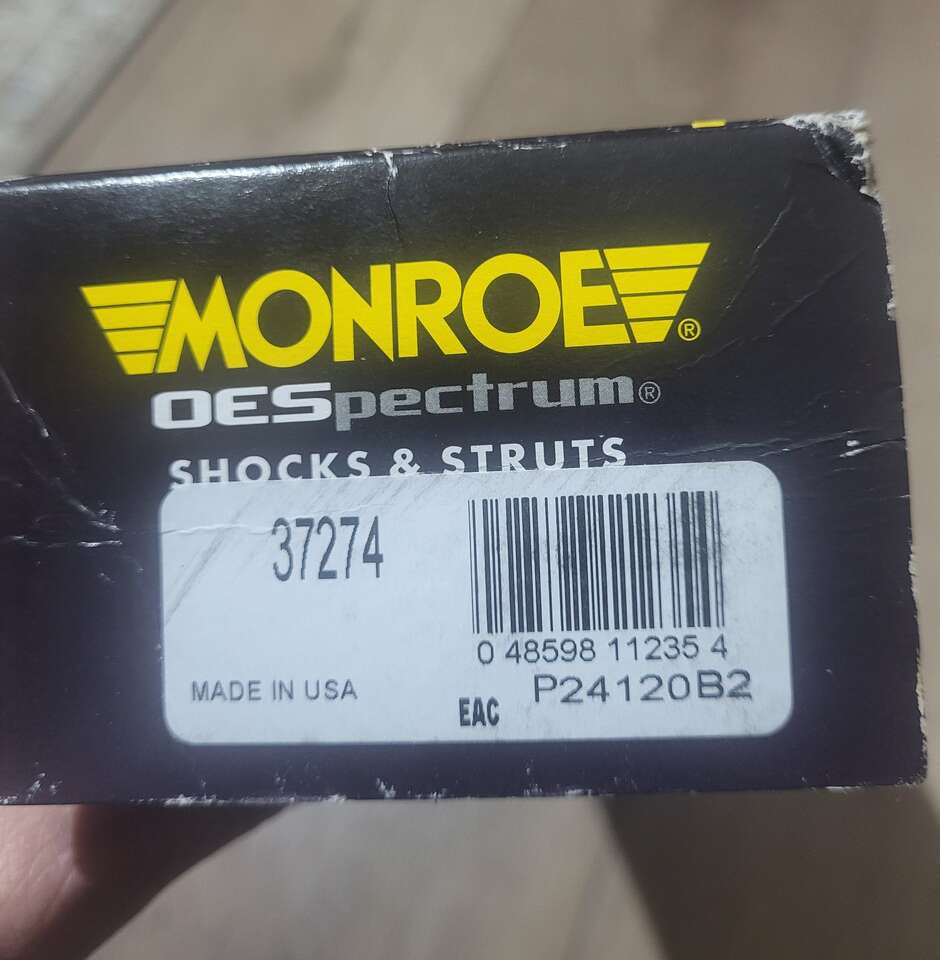 MONROE®
OESpectrum®
SHOCKS & STRUTS
37274
0 48598 11235 4
MADE IN USA
EAC
P24120B2